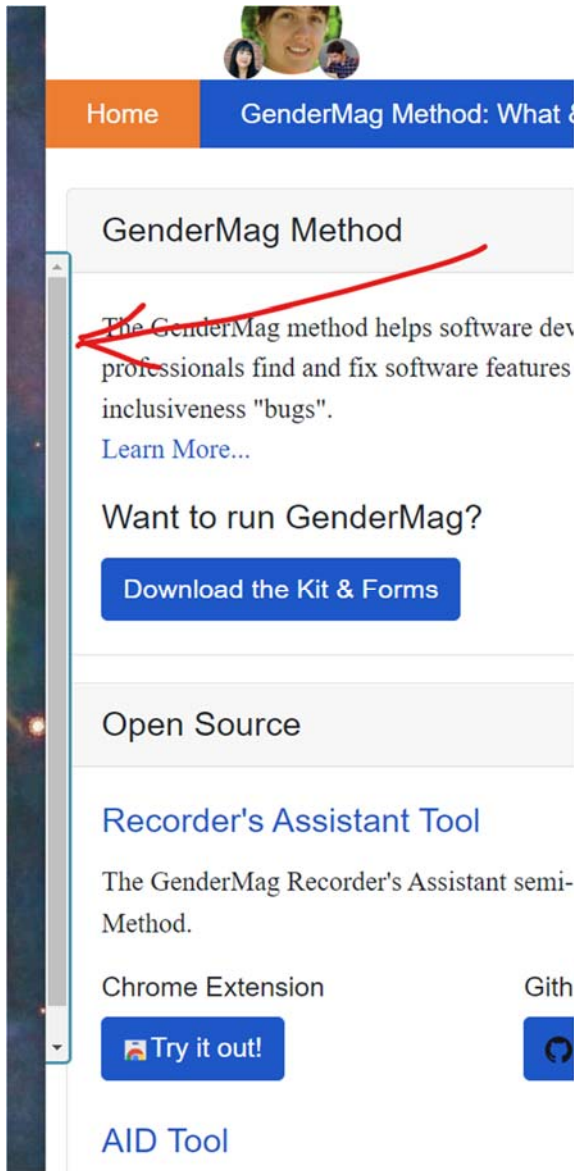 Home GenderMag Method: What &
GenderMag Method
The GenderMag method helps software dev
professionals find and fix software features
inclusiveness "bugs".
Learn More...
Want to run GenderMag?
Download the Kit & Forms
Open Source
Recorder's Assistant Tool
The GenderMag Recorder's Assistant semi-
Method.
Chrome Extension Gith
Try it out!
AID Tool